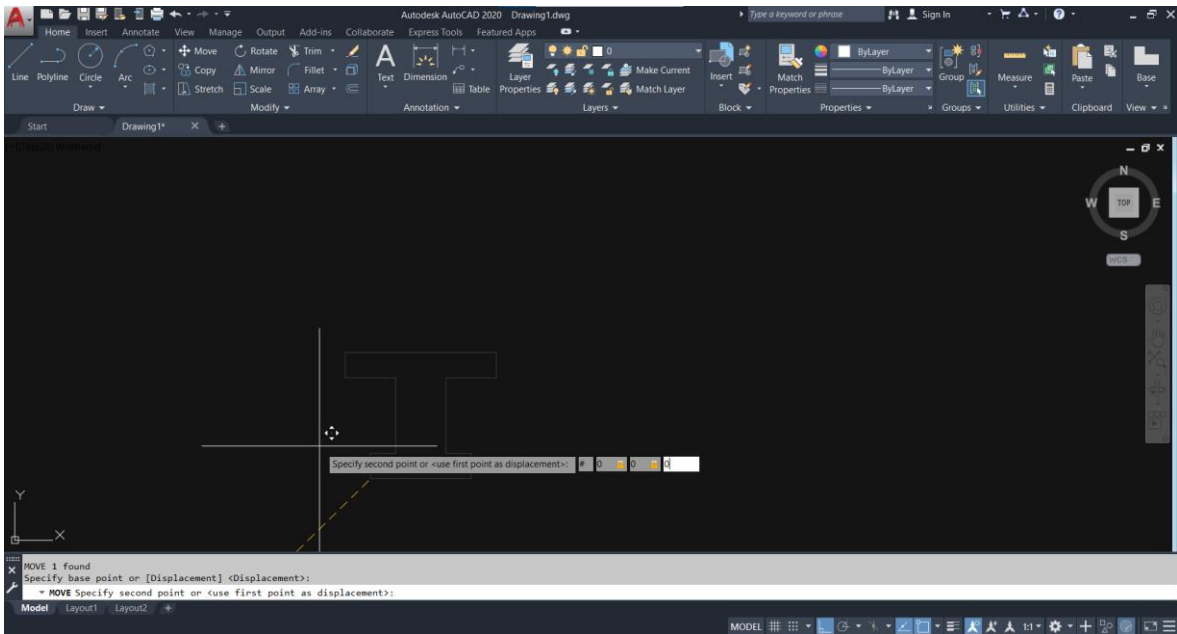 Autodesk AutoCAD 2020 Drawing1.dwg
Type a keyword or phrase
Sign In
Home Insert Annotate View Manage Output Add-ins Collaborate Express Tools Featured Apps
Line Polyline Circle Arc
Move Rotate Trim
Copy Mirror Fillet
Stretch Scale Array
Text Dimension
Table
Layer Properties
0
Make Current
Match Layer
Insert
Match Properties
ByLayer
ByLayer
ByLayer
Group
Measure
Paste
Base
Draw Modify Annotation Layers Block Properties Groups Utilities Clipboard View
Start Drawing1* +
N
W TOP E
S
WCS
Specify second point or <use first point as displacement>: # 0 0 0
Y
X
MOVE 1 found
Specify base point or [Displacement] <Displacement>:
MOVE Specify second point or <use first point as displacement>:
Model Layout1 Layout2 +
MODEL 1:1